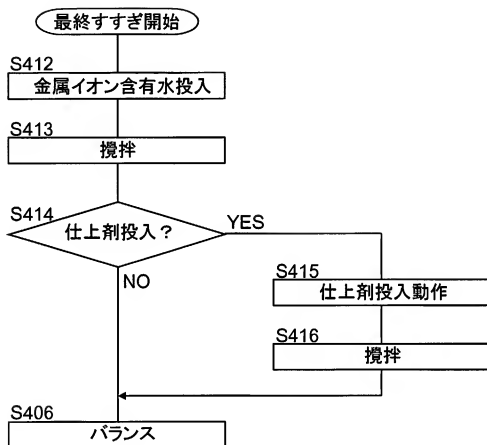 最終すすぎ開始
S412
金属イオン含有水投入
S413
攪拌
S414
仕上剤投入？
YES
NO
S415
仕上剤投入動作
S416
攪拌
S406
バランス